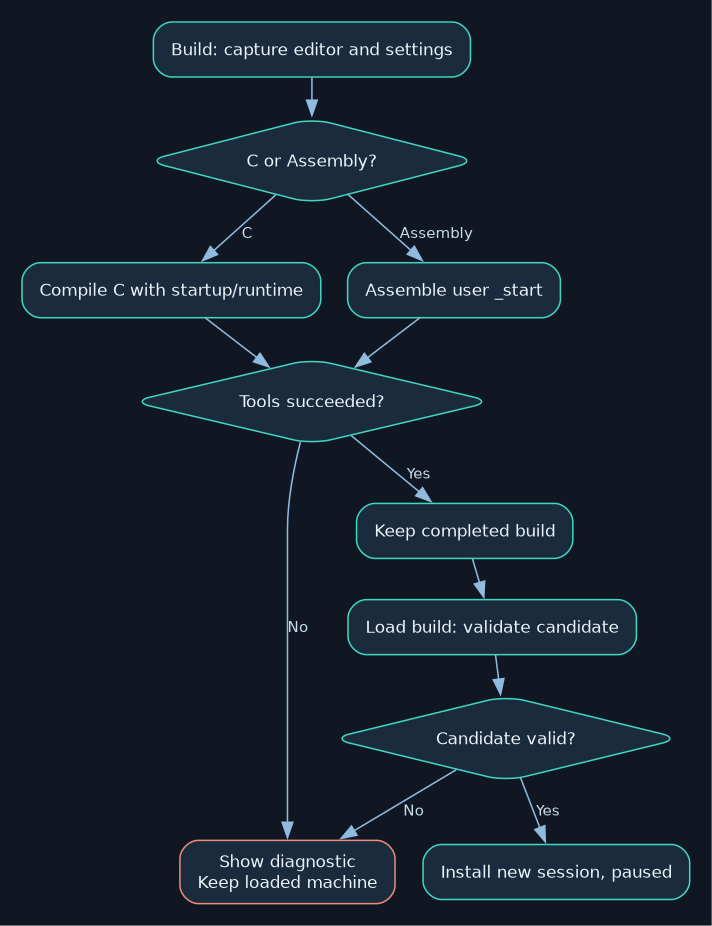 Build: capture editor and settings
C or Assembly?
C
Assembly
Compile C with startup/runtime
Assemble user _start
Tools succeeded?
Yes
Keep completed build
Load build: validate candidate
No
Candidate valid?
No
Yes
Show diagnostic
Keep loaded machine
Install new session, paused